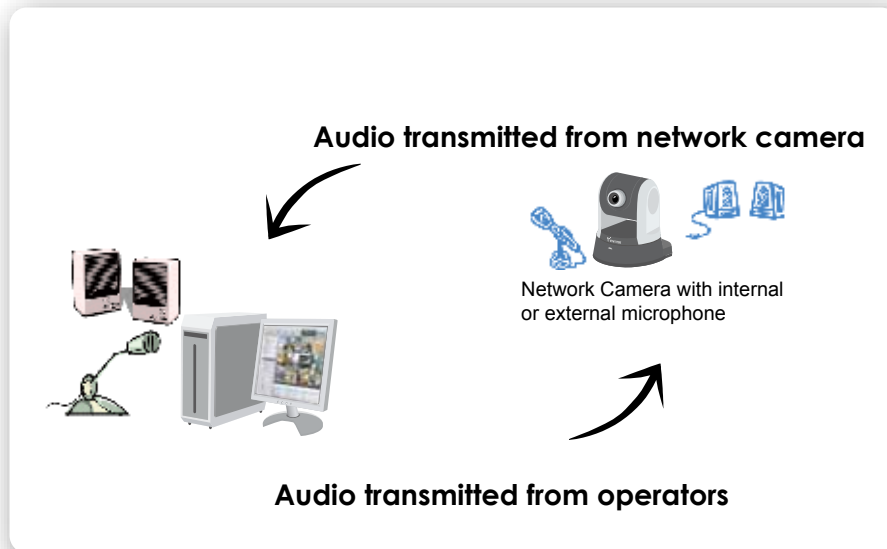 Audio transmitted from network camera
Network Camera with internal
or external microphone
Audio transmitted from operators